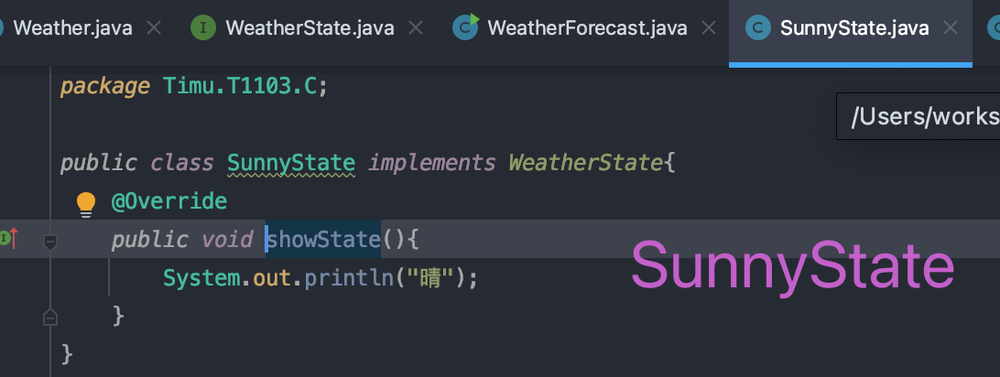 Weather.java WeatherState.java WeatherForecast.java SunnyState.java
package Timu.T1103.C;
/Users/works
public class SunnyState implements WeatherState{
@Override
public void showState(){
SunnyState
System.out.println("晴");
}
}